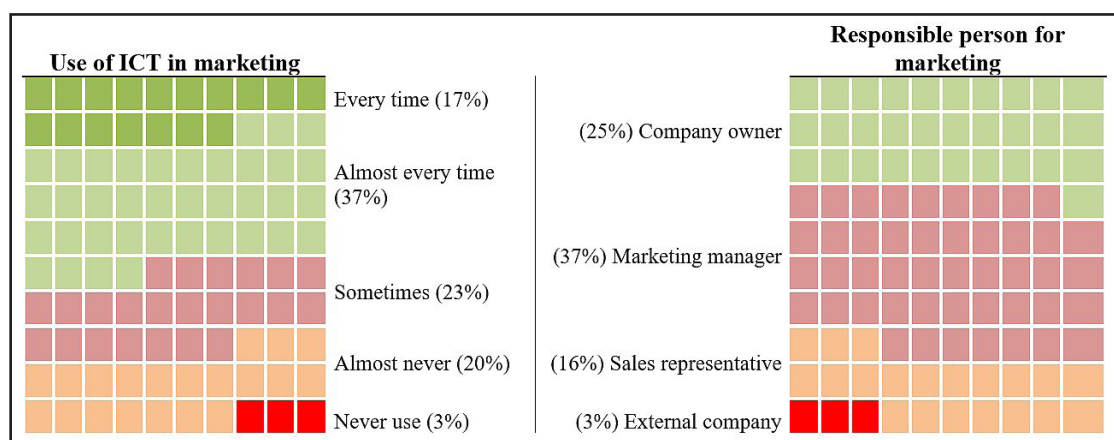 Use of ICT in marketing
Every time (17%)
Almost every time
(37%)
Sometimes (23%)
Almost never (20%)
Never use (3%)
Responsible person for
marketing
(25%) Company owner
(37%) Marketing manager
(16%) Sales representative
(3%) External company